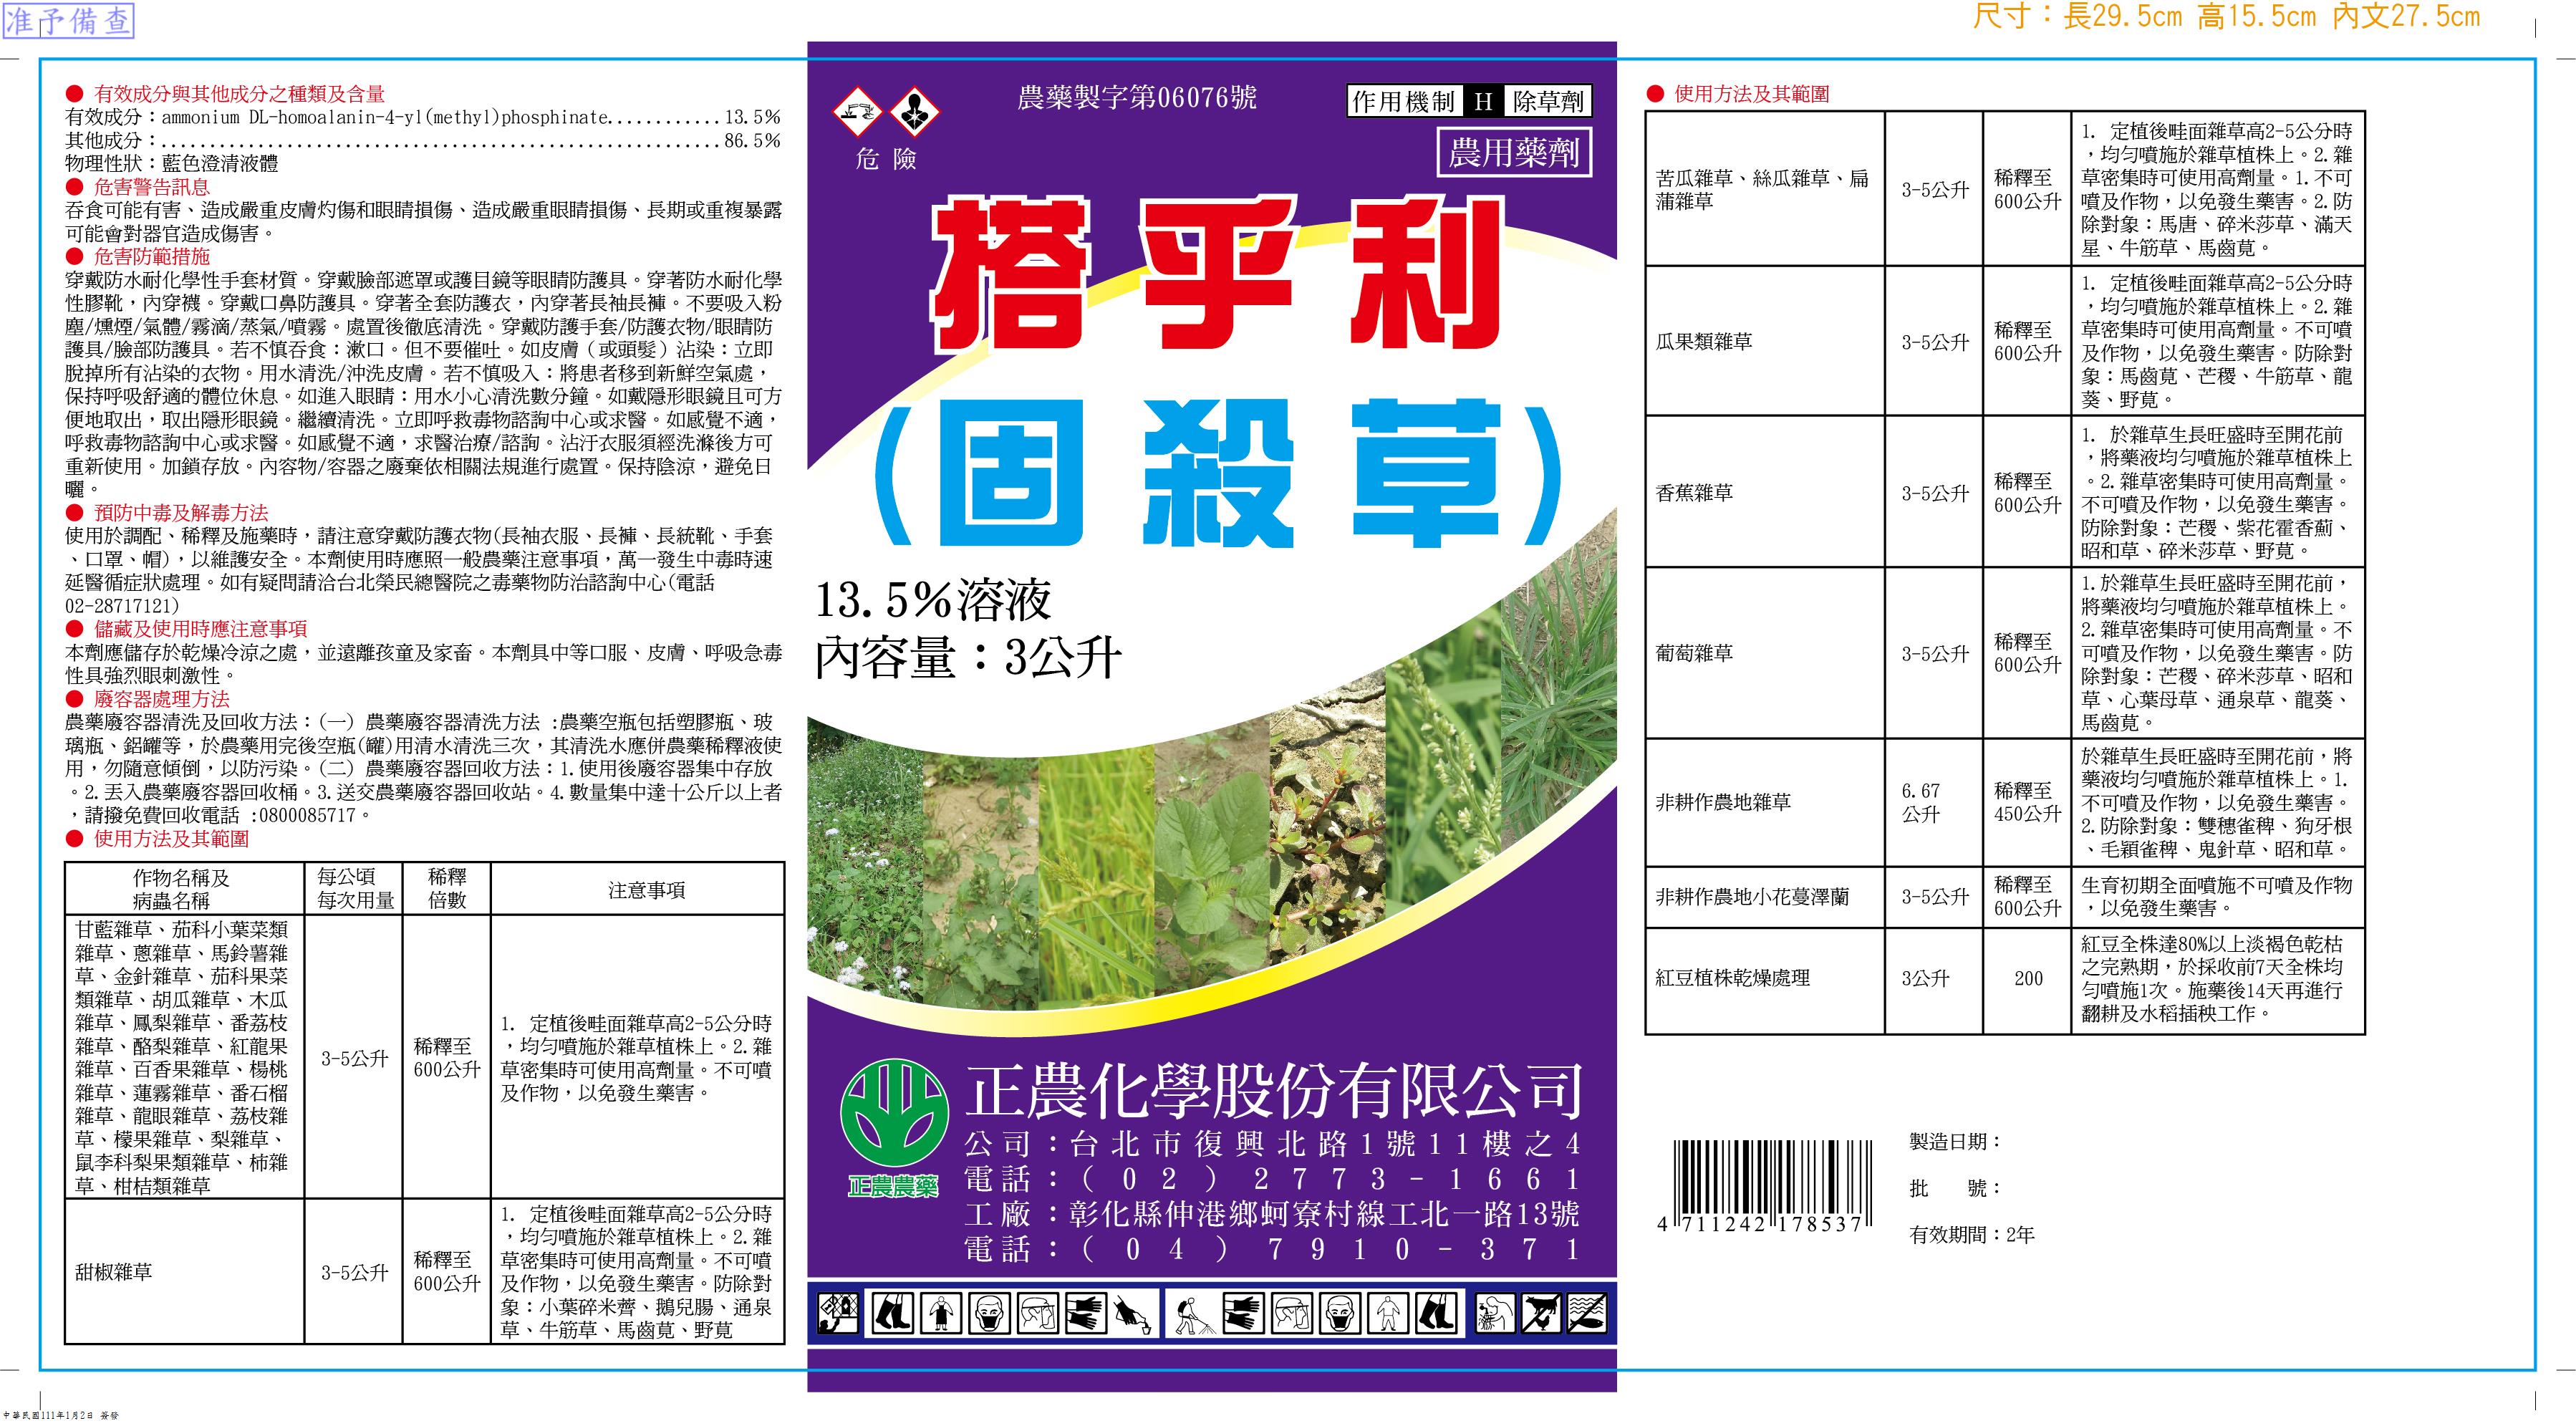 准予備查
尺寸：長29.5cm 高15.5cm 內文27.5cm
● 有效成分與其他成分之種類及含量
有效成分：ammonium DL-homoalanin-4-yl(methyl)phosphinate............13.5%
其他成分：..........................................................86.5%
物理性狀：藍色澄清液體
● 危害警告訊息
吞食可能有害、造成嚴重皮膚灼傷和眼睛損傷、造成嚴重眼睛損傷、長期或重複暴露
可能會對器官造成傷害。
● 危害防範措施
穿戴防水耐化學性手套材質。穿戴臉部遮罩或護目鏡等眼睛防護具。穿著防水耐化學
性膠靴，內穿襪。穿戴口鼻防護具。穿著全套防護衣，內穿著長袖長褲。不要吸入粉
塵/燻煙/氣體/霧滴/蒸氣/噴霧。處置後徹底清洗。穿戴防護手套/防護衣物/眼睛防
護具/臉部防護具。若不慎吞食：漱口。但不要催吐。如皮膚（或頭髮）沾染：立即
脫掉所有沾染的衣物。用水清洗/沖洗皮膚。若不慎吸入：將患者移到新鮮空氣處，
保持呼吸舒適的體位休息。如進入眼睛：用水小心清洗數分鐘。如戴隱形眼鏡且可方
便地取出，取出隱形眼鏡。繼續清洗。立即呼救毒物諮詢中心或求醫。如感覺不適，
呼救毒物諮詢中心或求醫。如感覺不適，求醫治療/諮詢。沾汙衣服須經洗滌後方可
重新使用。加鎖存放。內容物/容器之廢棄依相關法規進行處置。保持陰涼，避免日
曬。
● 預防中毒及解毒方法
使用於調配、稀釋及施藥時，請注意穿戴防護衣物(長袖衣服、長褲、長統靴、手套
、口罩、帽)，以維護安全。本劑使用時應照一般農藥注意事項，萬一發生中毒時速
延醫循症狀處理。如有疑問請洽台北榮民總醫院之毒藥物防治諮詢中心(電話
02-28717121)
● 儲藏及使用時應注意事項
本劑應儲存於乾燥冷涼之處，並遠離孩童及家畜。本劑具中等口服、皮膚、呼吸急毒
性具強烈眼刺激性。
● 廢容器處理方法
農藥廢容器清洗及回收方法：(一) 農藥廢容器清洗方法 :農藥空瓶包括塑膠瓶、玻
璃瓶、鋁罐等，於農藥用完後空瓶(罐)用清水清洗三次，其清洗水應併農藥稀釋液使
用，勿隨意傾倒，以防污染。(二) 農藥廢容器回收方法：1.使用後廢容器集中存放
。2.丟入農藥廢容器回收桶。3.送交農藥廢容器回收站。4.數量集中達十公斤以上者
，請撥免費回收電話 :0800085717。
● 使用方法及其範圍
作物名稱及
病蟲名稱
每公頃
每次用量
稀釋
倍數
注意事項
甘藍雜草、茄科小葉菜類
雜草、蔥雜草、馬鈴薯雜
草、金針雜草、茄科果菜
類雜草、胡瓜雜草、木瓜
雜草、鳳梨雜草、番荔枝
雜草、酪梨雜草、紅龍果
雜草、百香果雜草、楊桃
雜草、蓮霧雜草、番石榴
雜草、龍眼雜草、荔枝雜
草、檬果雜草、梨雜草、
鼠李科梨果類雜草、柿雜
草、柑桔類雜草
3-5公升
稀釋至
600公升
1. 定植後畦面雜草高2-5公分時
，均勻噴施於雜草植株上。2.雜
草密集時可使用高劑量。不可噴
及作物，以免發生藥害。
甜椒雜草
3-5公升
稀釋至
600公升
1. 定植後畦面雜草高2-5公分時
，均勻噴施於雜草植株上。2.雜
草密集時可使用高劑量。不可噴
及作物，以免發生藥害。防除對
象：小葉碎米薺、鵝兒腸、通泉
草、牛筋草、馬齒莧、野莧
危 險
農藥製字第06076號
作用機制 H 除草劑
農用藥劑
搭乎利
(固殺草)
13.5%溶液
內容量：3公升
正農農藥
正農化學股份有限公司
公司：台北市復興北路1號11樓之4
電話：(02)2773-1661
工廠：彰化縣伸港鄉蚵寮村線工北一路13號
電話：(04)7910-371
● 使用方法及其範圍
苦瓜雜草、絲瓜雜草、扁
蒲雜草
3-5公升
稀釋至
600公升
1. 定植後畦面雜草高2-5公分時
，均勻噴施於雜草植株上。2.雜
草密集時可使用高劑量。1.不可
噴及作物，以免發生藥害。2.防
除對象：馬唐、碎米莎草、滿天
星、牛筋草、馬齒莧。
瓜果類雜草
3-5公升
稀釋至
600公升
1. 定植後畦面雜草高2-5公分時
，均勻噴施於雜草植株上。2.雜
草密集時可使用高劑量。不可噴
及作物，以免發生藥害。防除對
象：馬齒莧、芒稷、牛筋草、龍
葵、野莧。
香蕉雜草
3-5公升
稀釋至
600公升
1. 於雜草生長旺盛時至開花前
，將藥液均勻噴施於雜草植株上
。2.雜草密集時可使用高劑量。
不可噴及作物，以免發生藥害。
防除對象：芒稷、紫花霍香薊、
昭和草、碎米莎草、野莧。
葡萄雜草
3-5公升
稀釋至
600公升
1.於雜草生長旺盛時至開花前，
將藥液均勻噴施於雜草植株上。
2.雜草密集時可使用高劑量。不
可噴及作物，以免發生藥害。防
除對象：芒稷、碎米莎草、昭和
草、心葉母草、通泉草、龍葵、
馬齒莧。
非耕作農地雜草
6.67
公升
稀釋至
450公升
於雜草生長旺盛時至開花前，將
藥液均勻噴施於雜草植株上。1.
不可噴及作物，以免發生藥害。
2.防除對象：雙穗雀稗、狗牙根
、毛穎雀稗、鬼針草、昭和草。
非耕作農地小花蔓澤蘭
3-5公升
稀釋至
600公升
生育初期全面噴施不可噴及作物
，以免發生藥害。
紅豆植株乾燥處理
3公升
200
紅豆全株達80%以上淡褐色乾枯
之完熟期，於採收前7天全株均
勻噴施1次。施藥後14天再進行
翻耕及水稻插秧工作。
4 711242 178537
製造日期：
批　　號：
有效期間：2年
中華民國111年1月2日 簽發